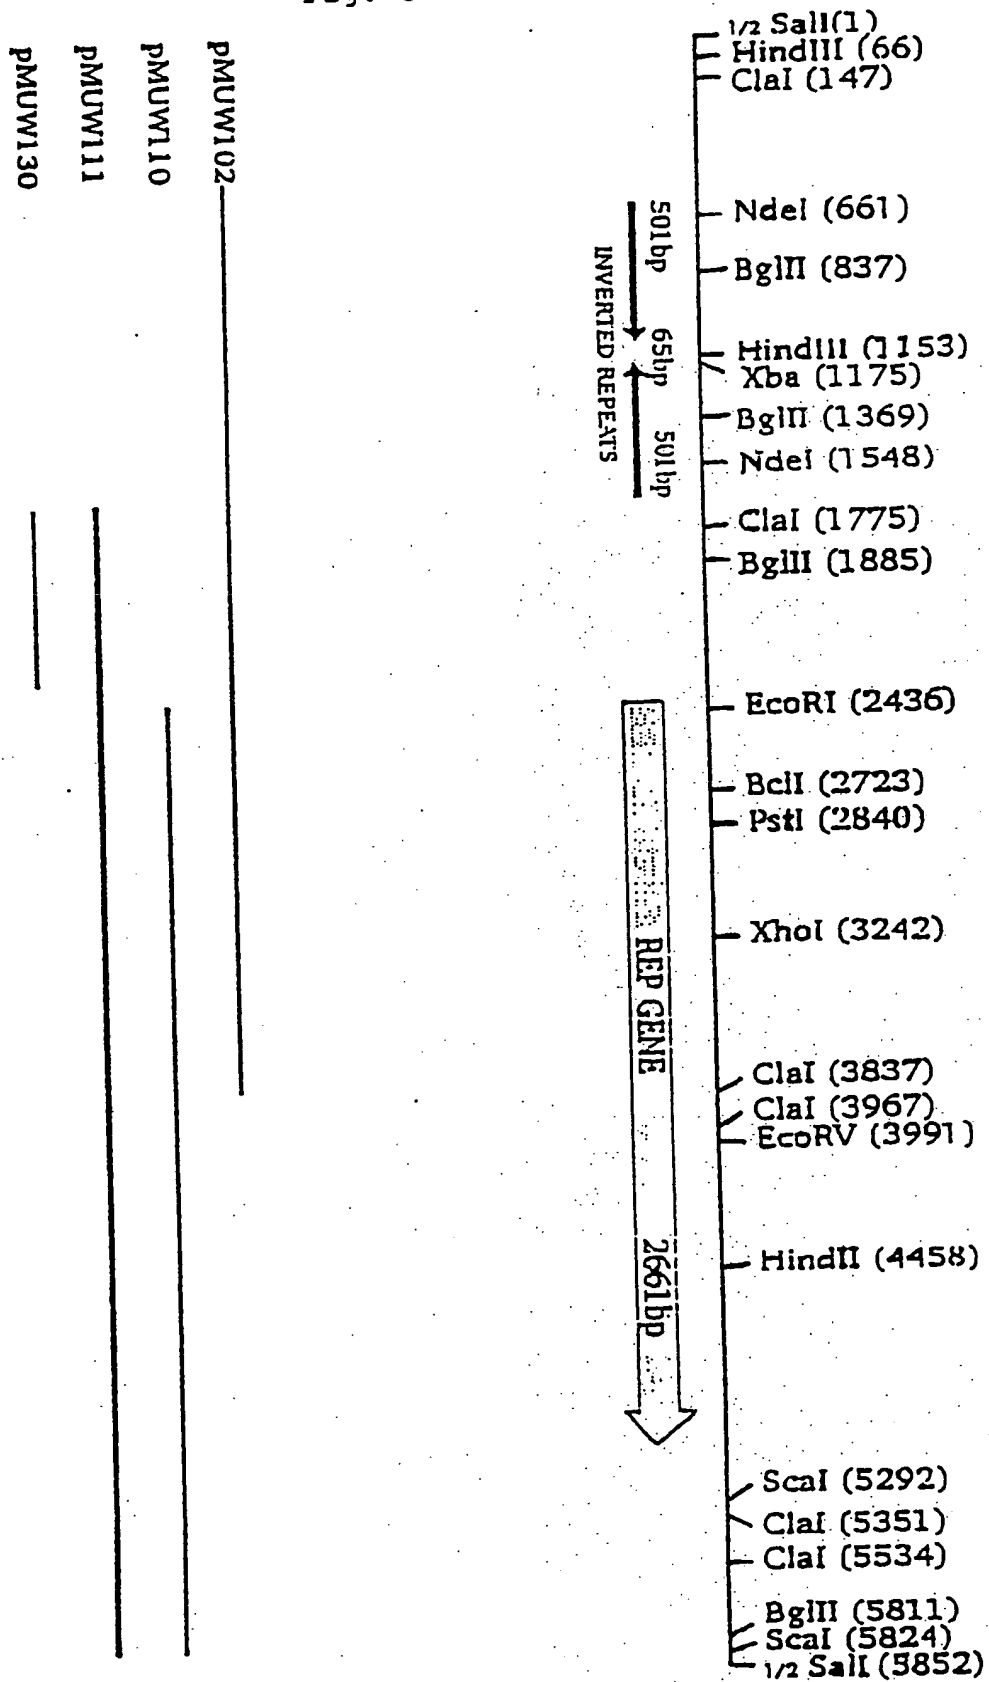 1/2 SalI(1)
HindIII (66)
ClaI (147)
NdeI (661)
BglII (837)
HindIII (1153)
Xba (1175)
BglII (1369)
NdeI (1548)
ClaI (1775)
BglII (1885)
EcoRI (2436)
BclI (2723)
PstI (2840)
XhoI (3242)
ClaI (3837)
ClaI (3967)
EcoRV (3991)
HindII (4458)
ScaI (5292)
ClaI (5351)
ClaI (5534)
BglII (5811)
ScaI (5824)
1/2 SalI (5852)
501bp 65bp 501bp
INVERTED REPEATS
REP GENE 2661bp
pMUW102
pMUW110
pMUW111
pMUW130